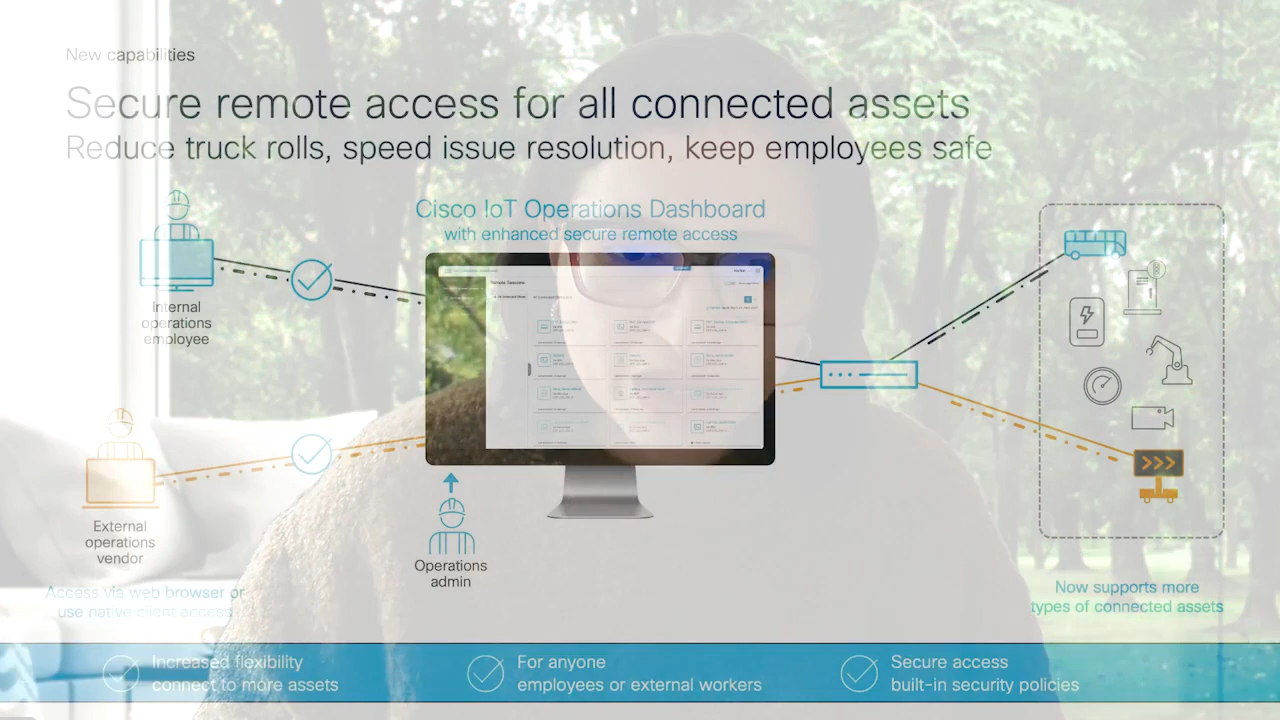 New capabilities
Secure remote access for all connected assets
Reduce truck rolls, speed issue resolution, keep employees safe
Cisco IoT Operations Dashboard
with enhanced secure remote access
Internal
operations
employee
External
operations
vendor
Access via web browser or
use native client access
Operations
admin
Now supports more
types of connected assets
Increased flexibility
connect to more assets
For anyone
employees or external workers
Secure access
built-in security policies